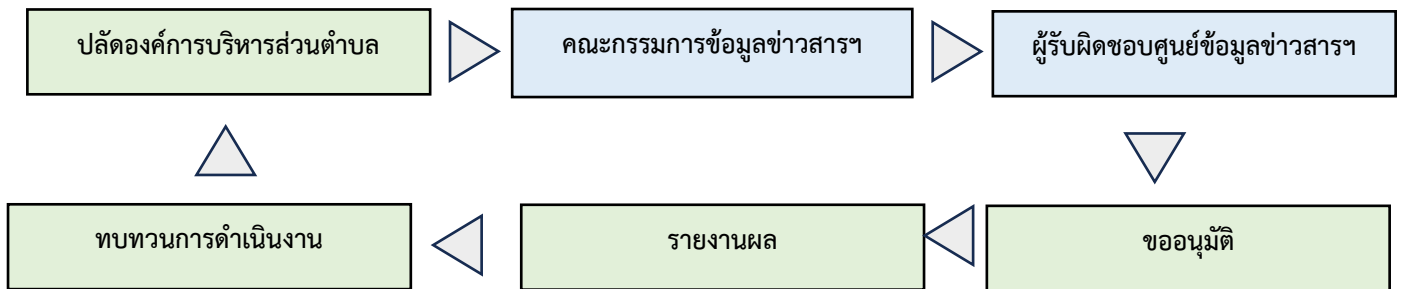 ปลัดองค์การบริหารส่วนตำบล
คณะกรรมการข้อมูลข่าวสารฯ
ผู้รับผิดชอบศูนย์ข้อมูลข่าวสารฯ
ทบทวนการดำเนินงาน
รายงานผล
ขออนุมัติ